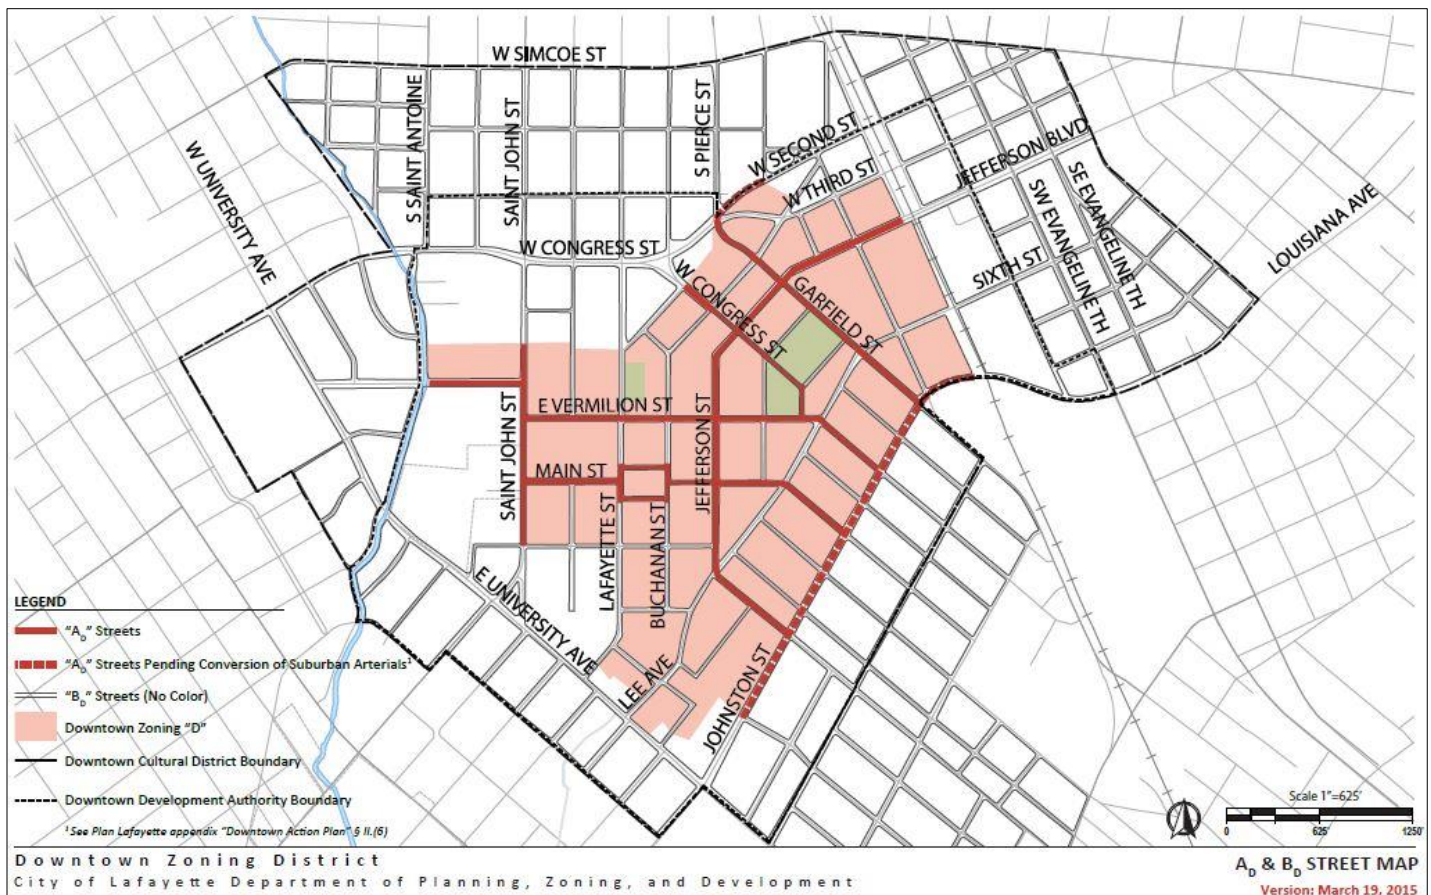 W SIMCOE ST
S SAINT ANTOINE
SAINT JOHN ST
S PIERCE ST
W SECOND ST
W THIRD ST
JEFFERSON BLVD
W UNIVERSITY AVE
SW EVANGELINE TH
SE EVANGELINE TH
LOUISIANA AVE
W CONGRESS ST
SIXTH ST
W CONGRESS ST
GARFIELD ST
SAINT JOHN ST
E VERMILION ST
JEFFERSON ST
MAIN ST
LAFAYETTE ST
BUCHANAN ST
E UNIVERSITY AVE
LEE AVE
JOHNSTON ST
LEGEND
"A_D" Streets
"A_D" Streets Pending Conversion of Suburban Arterials¹
"B_D" Streets (No Color)
Downtown Zoning "D"
Downtown Cultural District Boundary
Downtown Development Authority Boundary
¹ See Plan Lafayette appendix "Downtown Action Plan" § II.(6)
Scale 1"=625'
0 625' 1250'
Downtown Zoning District
City of Lafayette Department of Planning, Zoning, and Development
A_D & B_D STREET MAP
Version: March 19, 2015